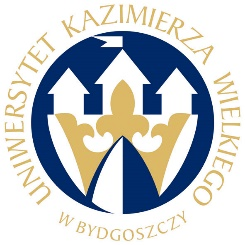 UNIWERSYTET KAZIMIERZA WIELKIEGO
W BYDGOSZCZY